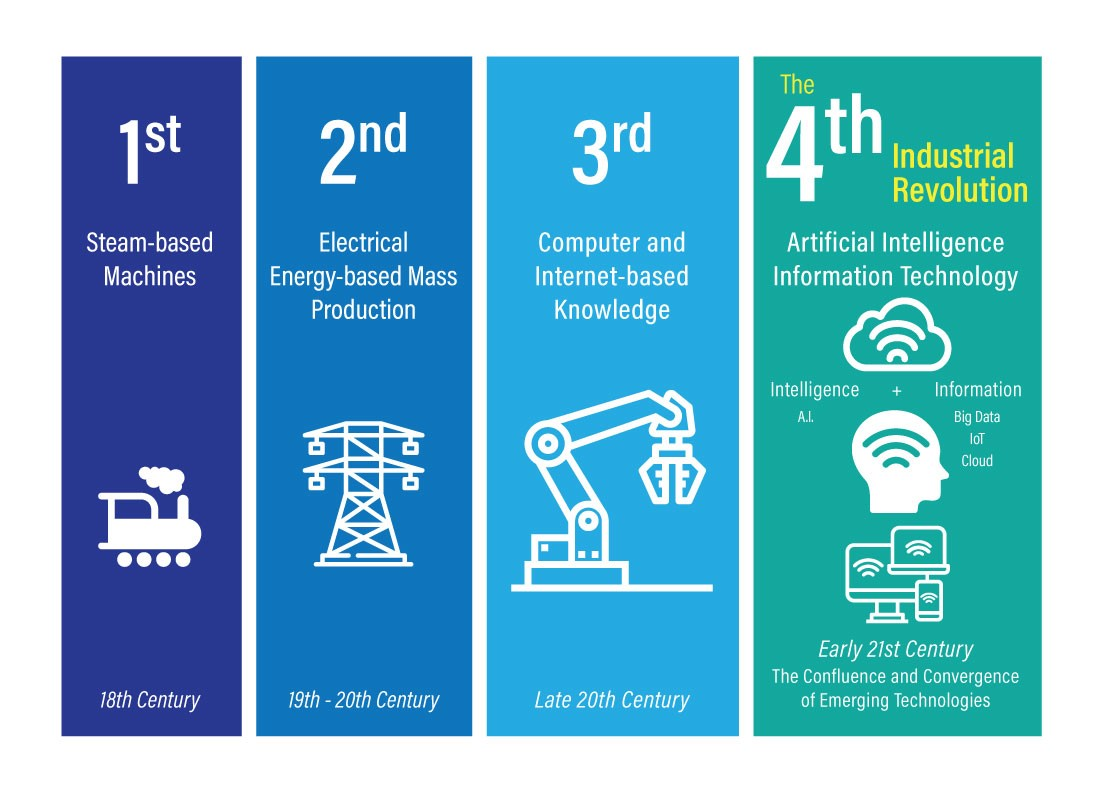 1st
Steam-based
Machines
18th Century
2nd
Electrical
Energy-based Mass
Production
19th - 20th Century
3rd
Computer and
Internet-based
Knowledge
Late 20th Century
The
4th Industrial
Revolution
Artificial Intelligence
Information Technology
Intelligence + Information
A.I.
Big Data
IoT
Cloud
Early 21st Century
The Confluence and Convergence
of Emerging Technologies